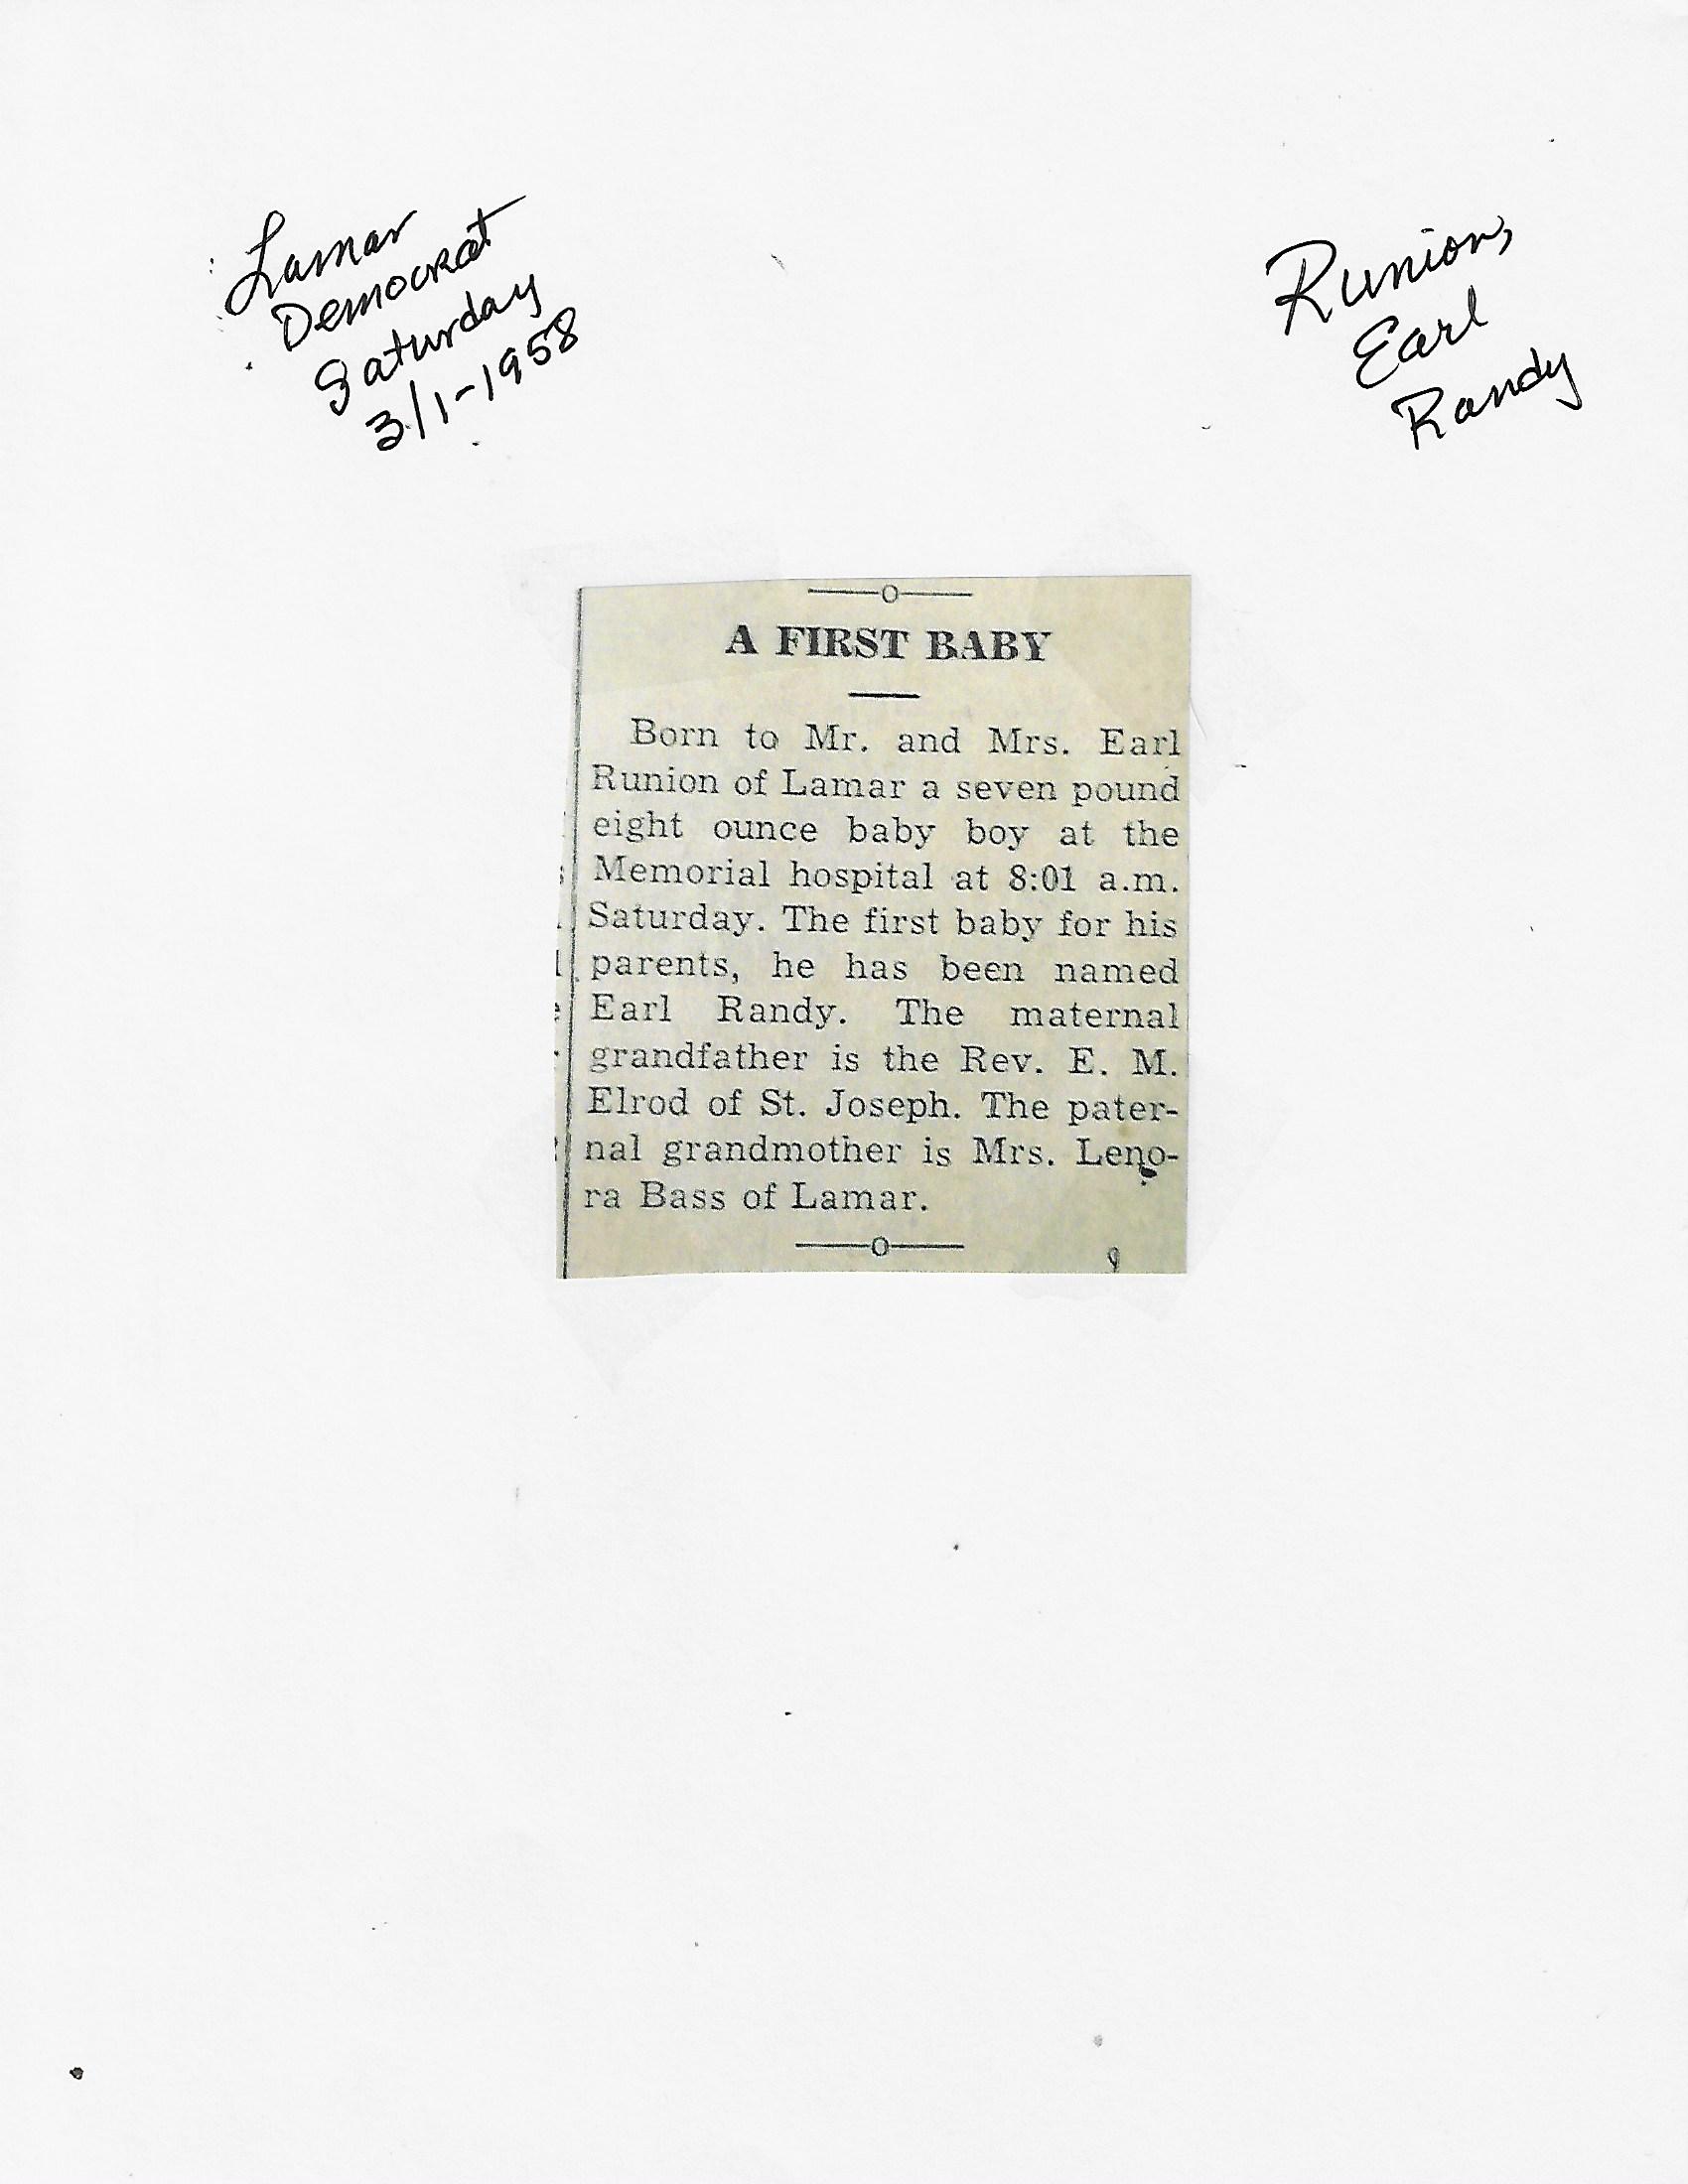 Lamar
Democrat
Saturday
3/1-1958
Runion,
Earl
Randy
A FIRST BABY
Born to Mr. and Mrs. Earl
Runion of Lamar a seven pound
eight ounce baby boy at the
Memorial hospital at 8:01 a.m.
Saturday. The first baby for his
parents, he has been named
Earl Randy. The maternal
grandfather is the Rev. E. M.
Elrod of St. Joseph. The pater-
nal grandmother is Mrs. Leno-
ra Bass of Lamar.